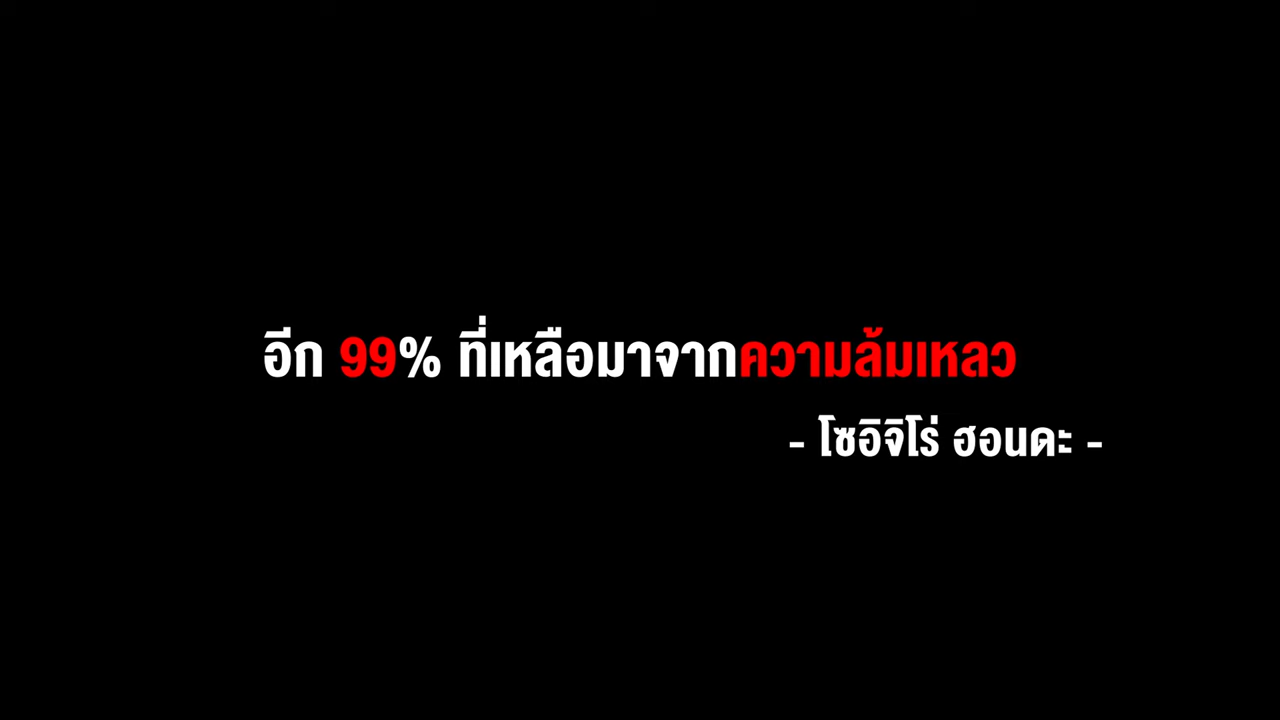 อีก 99% ที่เหลือมาจากความล้มเหลว
- โซอิจิโร่ ฮอนดะ -